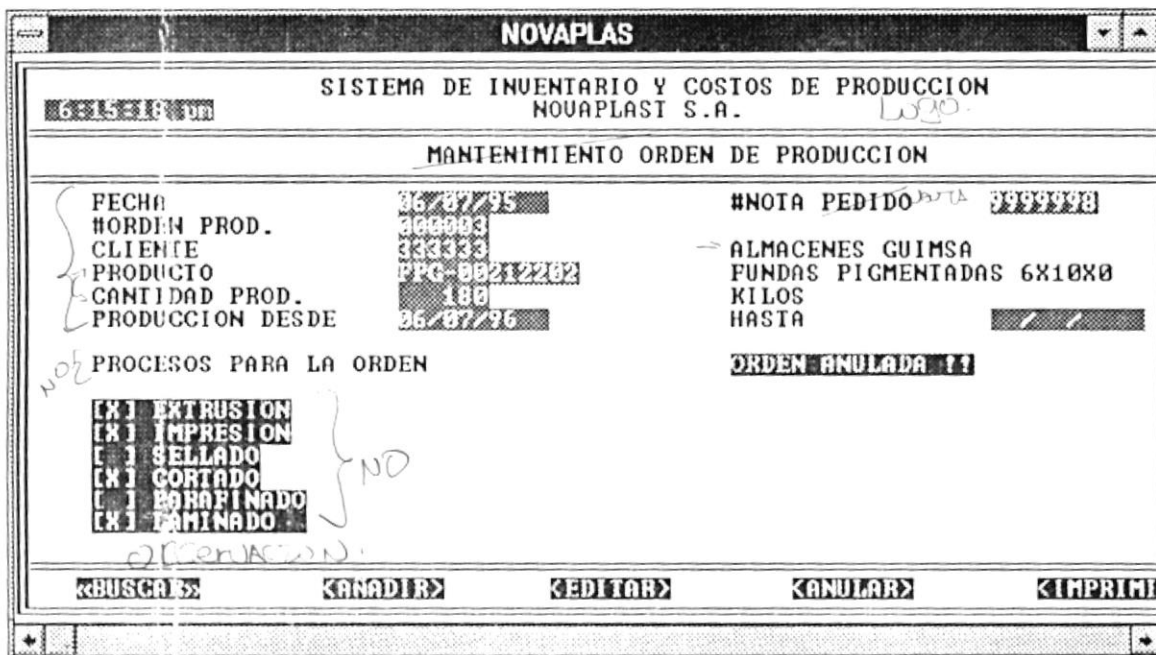 NOVAPLAS
SISTEMA DE INVENTARIO Y COSTOS DE PRODUCCION
6:15:18 pm NOVAPLAST S.A. Logo.
MANTENIMIENTO ORDEN DE PRODUCCION
FECHA 06/07/95 #NOTA PEDIDO 9999998
#ORDEN PROD. 000003
CLIENTE 333333 ALMACENES GUIMSA
PRODUCTO PPG-00212202 FUNDAS PIGMENTADAS 6X10X0
CANTIDAD PROD. 180 KILOS
PRODUCCION DESDE 06/07/96 HASTA / /
NO PROCESOS PARA LA ORDEN ORDEN ANULADA !!
[X] EXTRUSION
[X] IMPRESION
[ ] SELLADO
[X] CORTADO NO
[ ] PARAFINADO
[X] LAMINADO
OBSERVACION.
«BUSCAR» <AÑADIR> <EDITAR> <ANULAR> <IMPRIMI